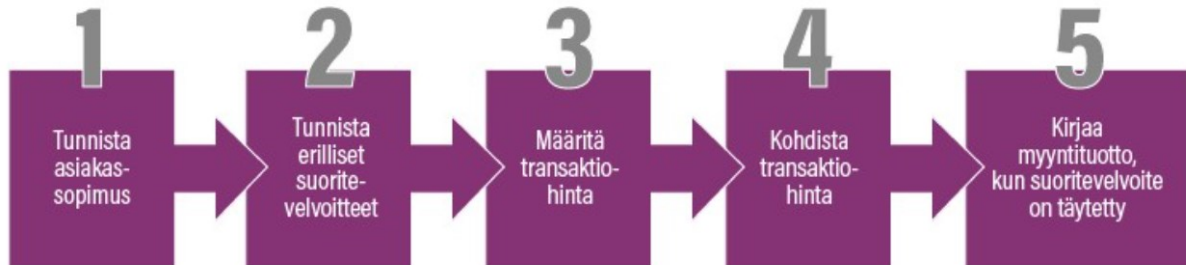 1
Tunnista
asiakas-
sopimus
2
Tunnista
erilliset
suorite-
velvoitteet
3
Määritä
transaktio-
hinta
4
Kohdista
transaktio-
hinta
5
Kirjaa
myyntituotto,
kun suoritevelvoite
on täytetty